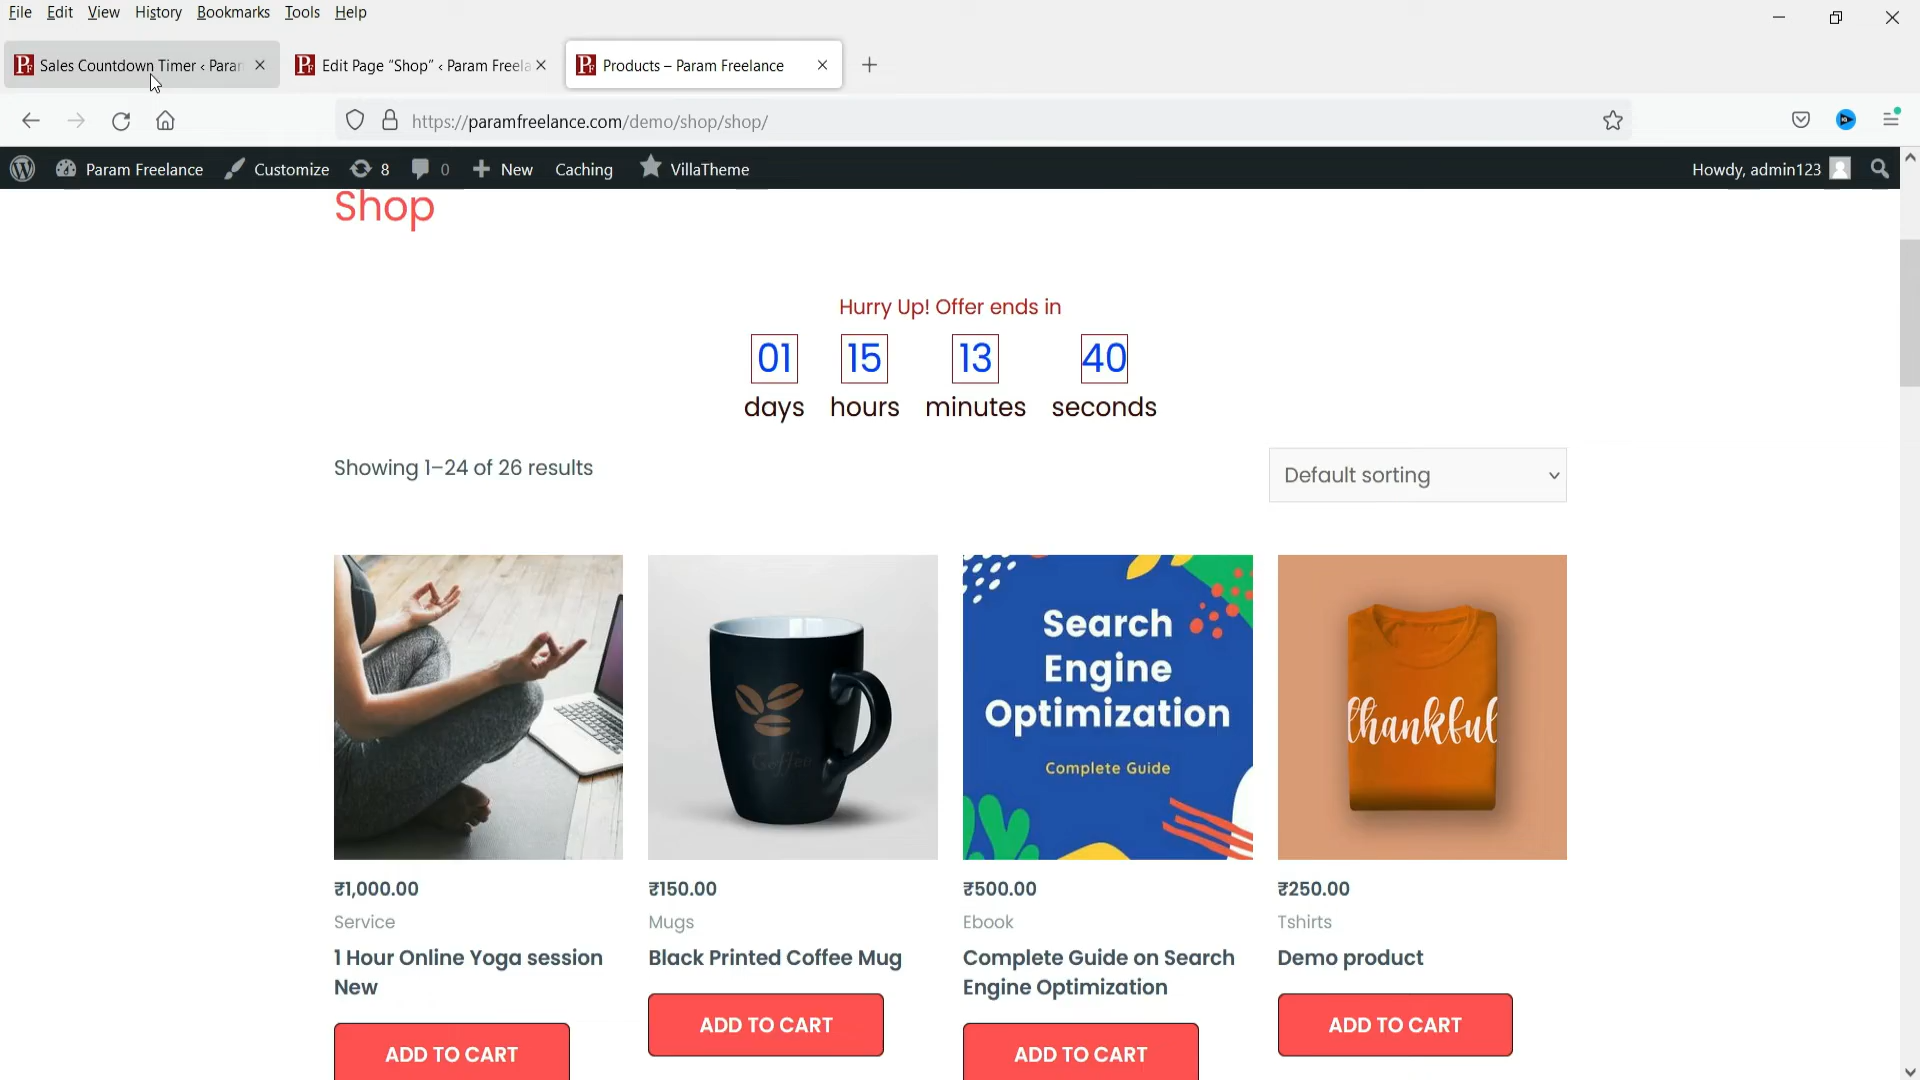 File Edit View History Bookmarks Tools Help
Sales Countdown Timer ‹ Param
Edit Page “Shop” ‹ Param Freela
Products – Param Freelance
https://paramfreelance.com/demo/shop/shop/
Param Freelance Customize 8 0 New Caching VillaTheme Howdy, admin123
Shop
Hurry Up! Offer ends in
01 15 13 40
days hours minutes seconds
Showing 1–24 of 26 results
Default sorting
Search
Engine
Optimization
Complete Guide
Coffee
thankful
₹1,000.00
Service
1 Hour Online Yoga session
New
ADD TO CART
₹150.00
Mugs
Black Printed Coffee Mug
ADD TO CART
₹500.00
Ebook
Complete Guide on Search
Engine Optimization
ADD TO CART
₹250.00
Tshirts
Demo product
ADD TO CART